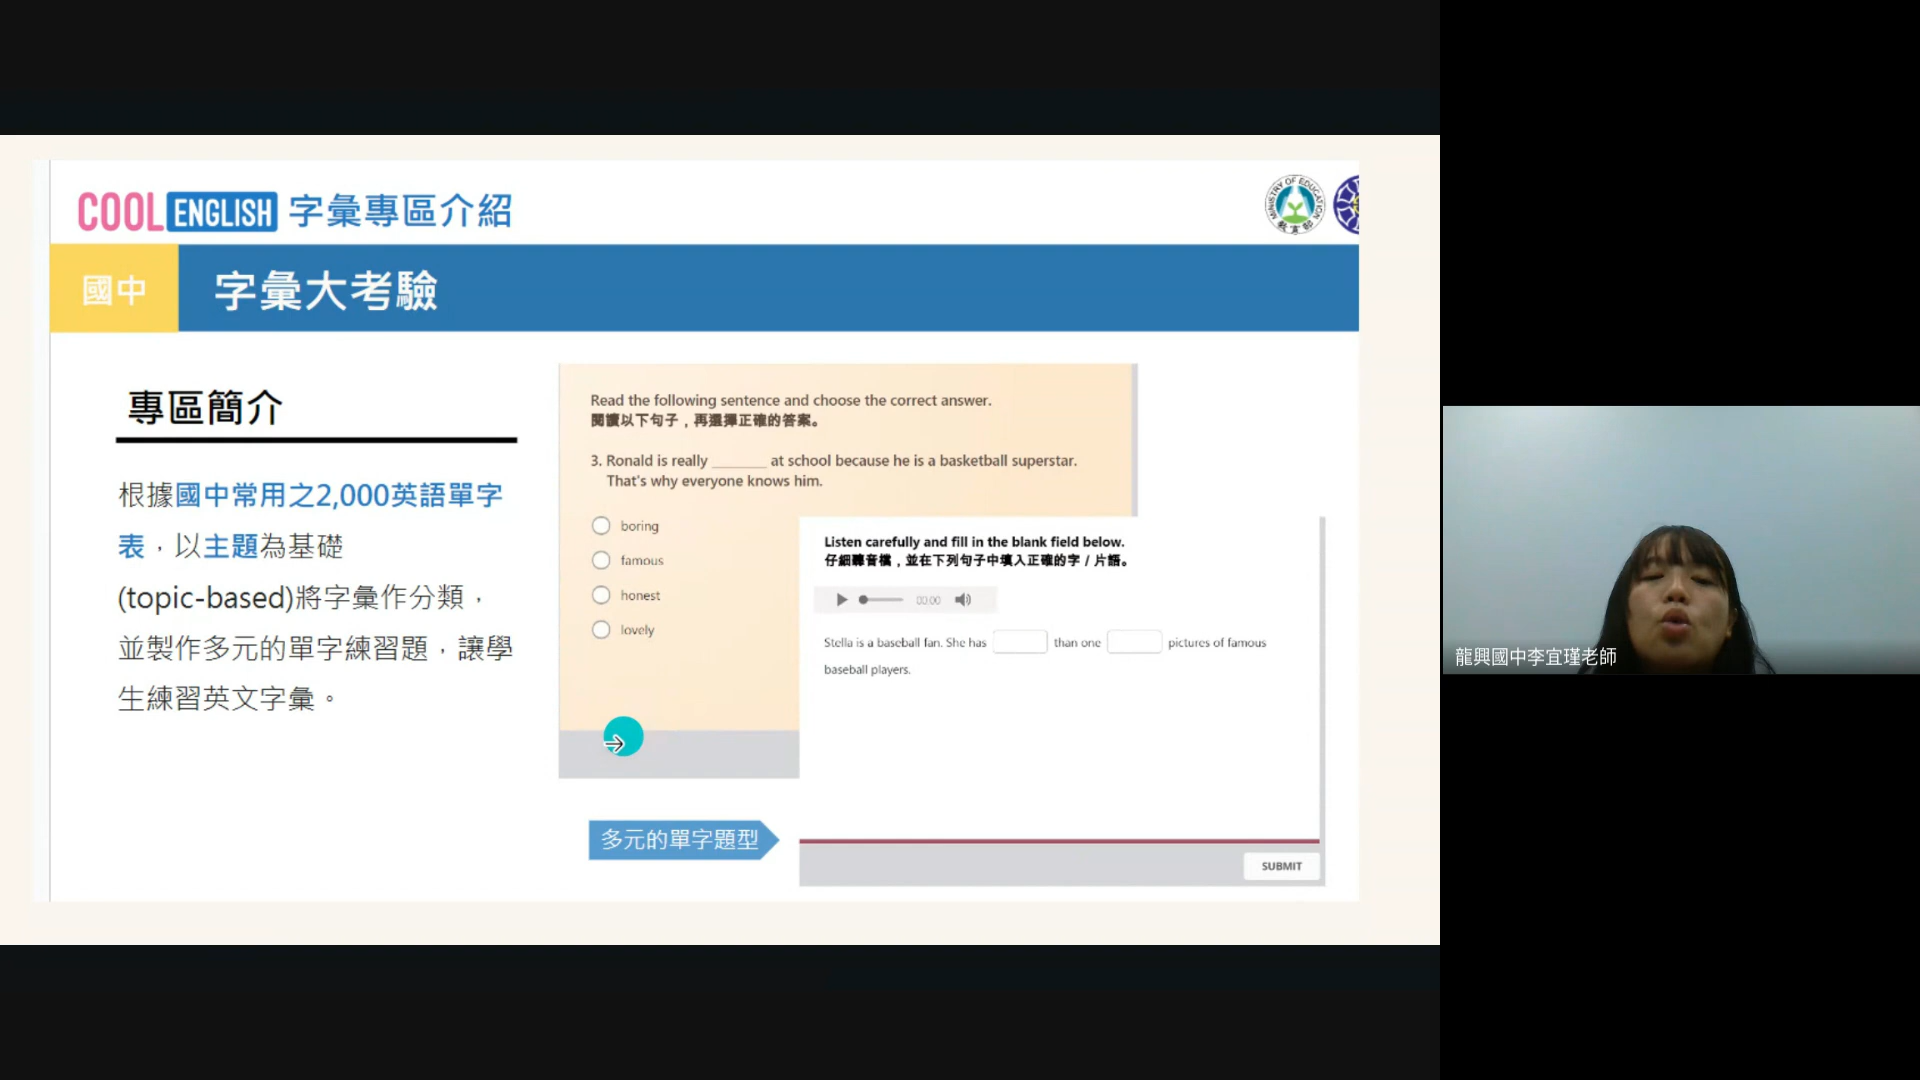 COOL ENGLISH 字彙專區介紹
MINISTRY OF EDUCATION
教育部
國中
字彙大考驗
專區簡介
根據國中常用之2,000英語單字
表，以主題為基礎
(topic-based)將字彙作分類，
並製作多元的單字練習題，讓學
生練習英文字彙。
Read the following sentence and choose the correct answer.
閱讀以下句子，再選擇正確的答案。
3. Ronald is really _______ at school because he is a basketball superstar.
That's why everyone knows him.
boring
famous
honest
lovely
Listen carefully and fill in the blank field below.
仔細聽音檔，並在下列句子中填入正確的字 / 片語。
00:00
Stella is a baseball fan. She has than one pictures of famous
baseball players.
多元的單字題型
SUBMIT
龍興國中李宜瑾老師